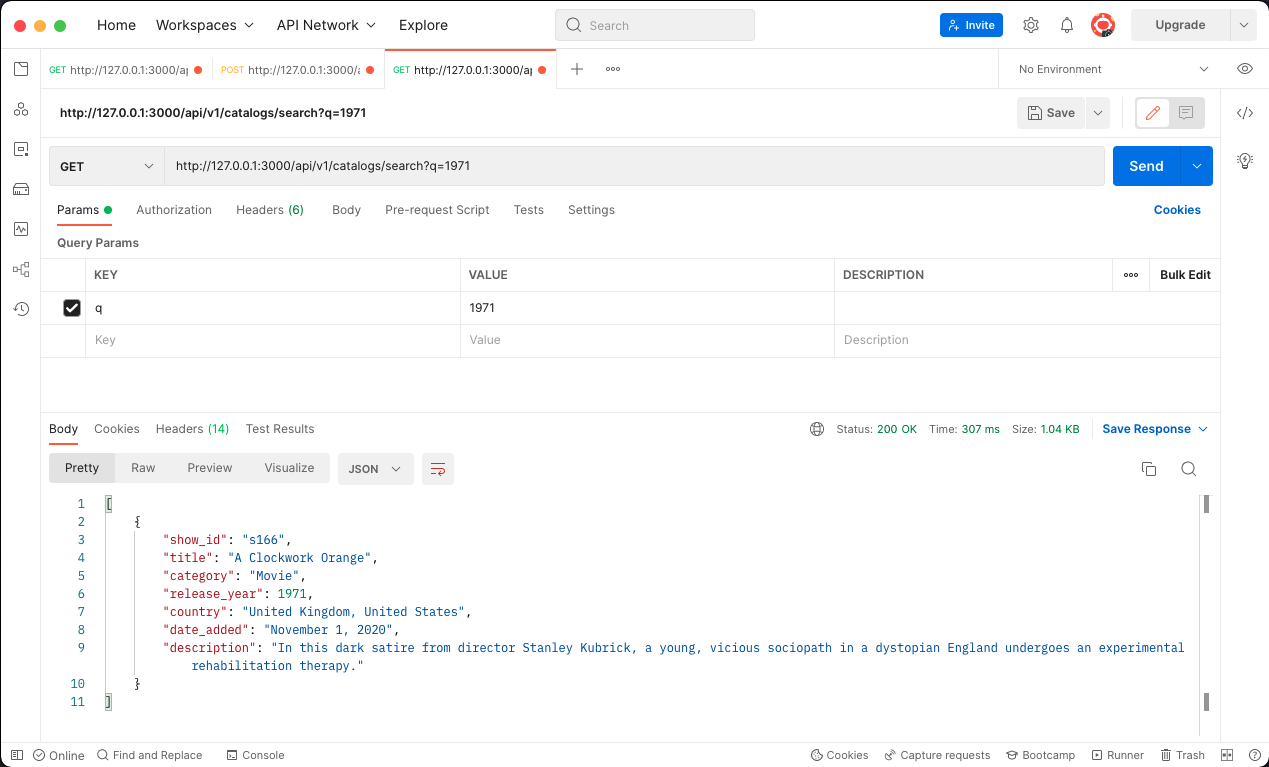 Home Workspaces API Network Explore Search Invite Upgrade
GET http://127.0.0.1:3000/ap POST http://127.0.0.1:3000/a GET http://127.0.0.1:3000/ap No Environment
http://127.0.0.1:3000/api/v1/catalogs/search?q=1971 Save
GET http://127.0.0.1:3000/api/v1/catalogs/search?q=1971 Send
Params Authorization Headers (6) Body Pre-request Script Tests Settings Cookies
Query Params
KEY VALUE DESCRIPTION Bulk Edit
q 1971
Key Value Description
Body Cookies Headers (14) Test Results Status: 200 OK Time: 307 ms Size: 1.04 KB Save Response
Pretty Raw Preview Visualize JSON
1 [
2 {
3 "show_id": "s166",
4 "title": "A Clockwork Orange",
5 "category": "Movie",
6 "release_year": 1971,
7 "country": "United Kingdom, United States",
8 "date_added": "November 1, 2020",
9 "description": "In this dark satire from director Stanley Kubrick, a young, vicious sociopath in a dystopian England undergoes an experimental
rehabilitation therapy."
10 }
11 ]
Online Find and Replace Console Cookies Capture requests Bootcamp Runner Trash